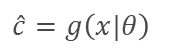 ĉ = g(x|θ)